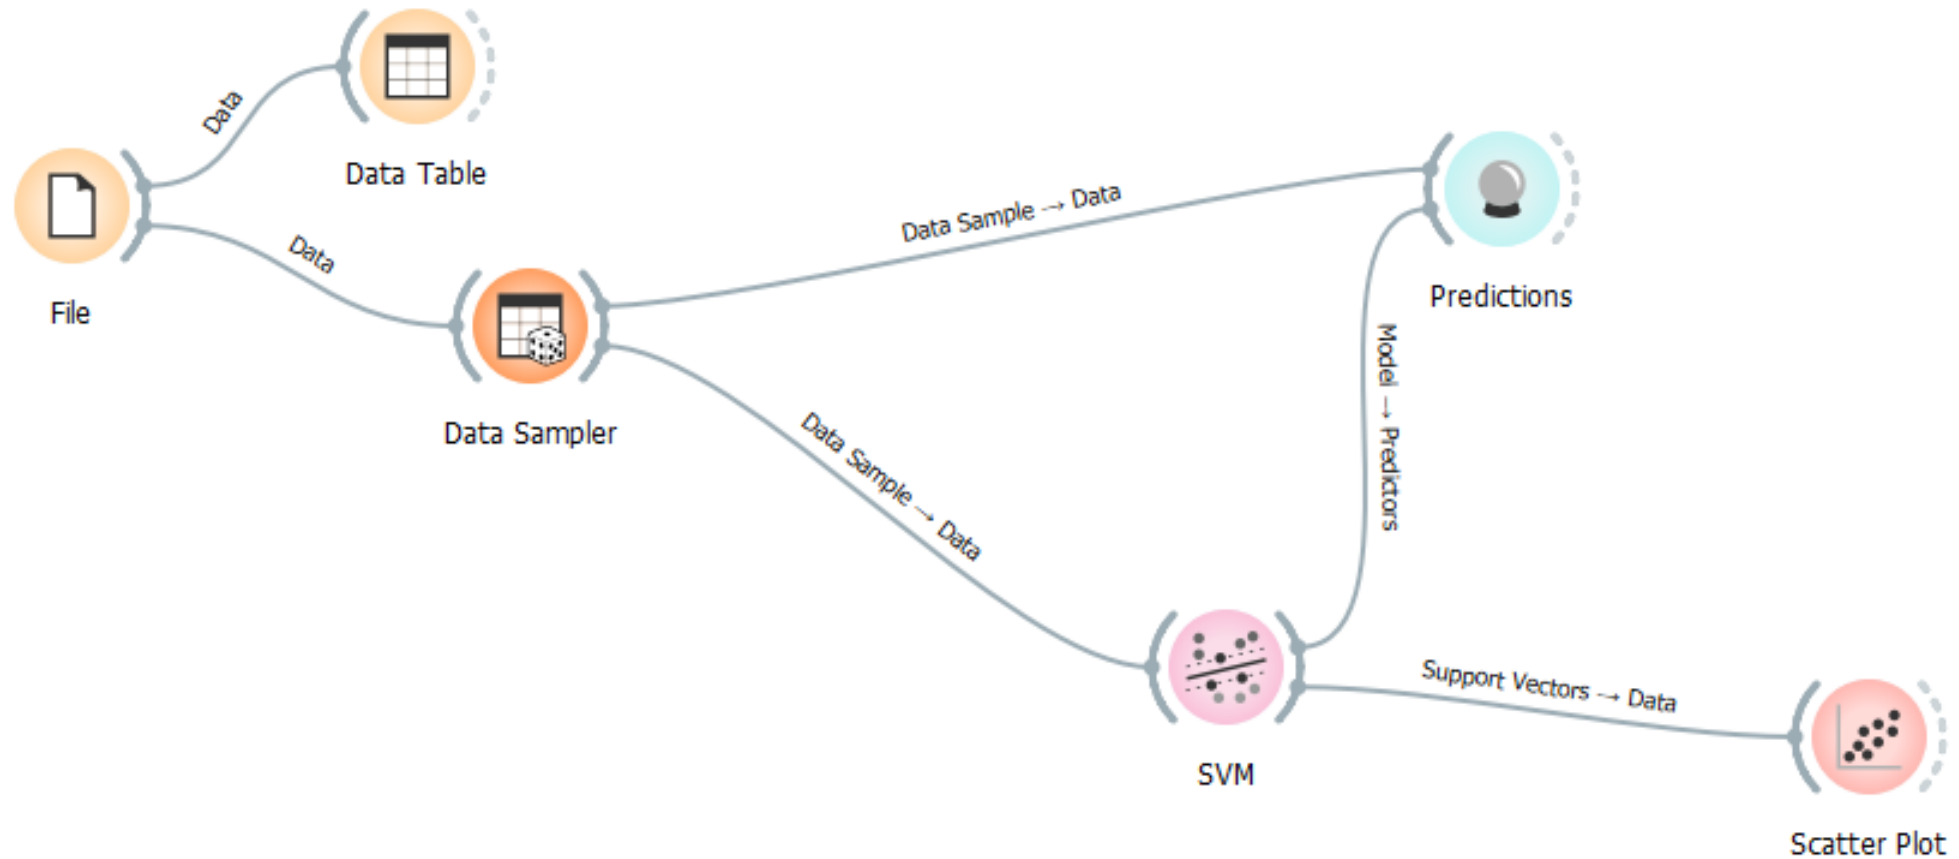 Data
Data Table
File
Data
Data Sampler
Data Sample → Data
Predictions
Data Sample → Data
Model → Predictors
SVM
Support Vectors → Data
Scatter Plot